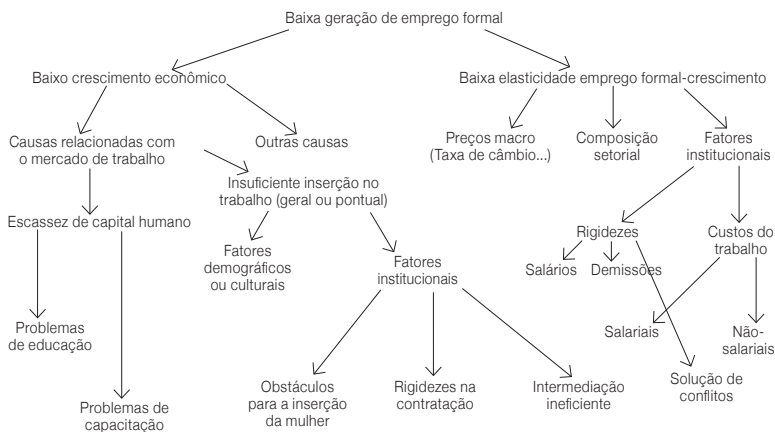 Baixa geração de emprego formal
Baixo crescimento econômico
Baixa elasticidade emprego formal-crescimento
Causas relacionadas com
o mercado de trabalho
Outras causas
Preços macro
(Taxa de câmbio...)
Composição
setorial
Fatores
institucionais
Insuficiente inserção no
trabalho (geral ou pontual)
Escassez de capital humano
Fatores
demográficos
ou culturais
Fatores
institucionais
Rigidezes
Custos do
trabalho
Salários
Demissões
Problemas
de educação
Salariais
Não-
salariais
Problemas de
capacitação
Obstáculos
para a inserção
da mulher
Rigidezes na
contratação
Intermediação
ineficiente
Solução de
conflitos